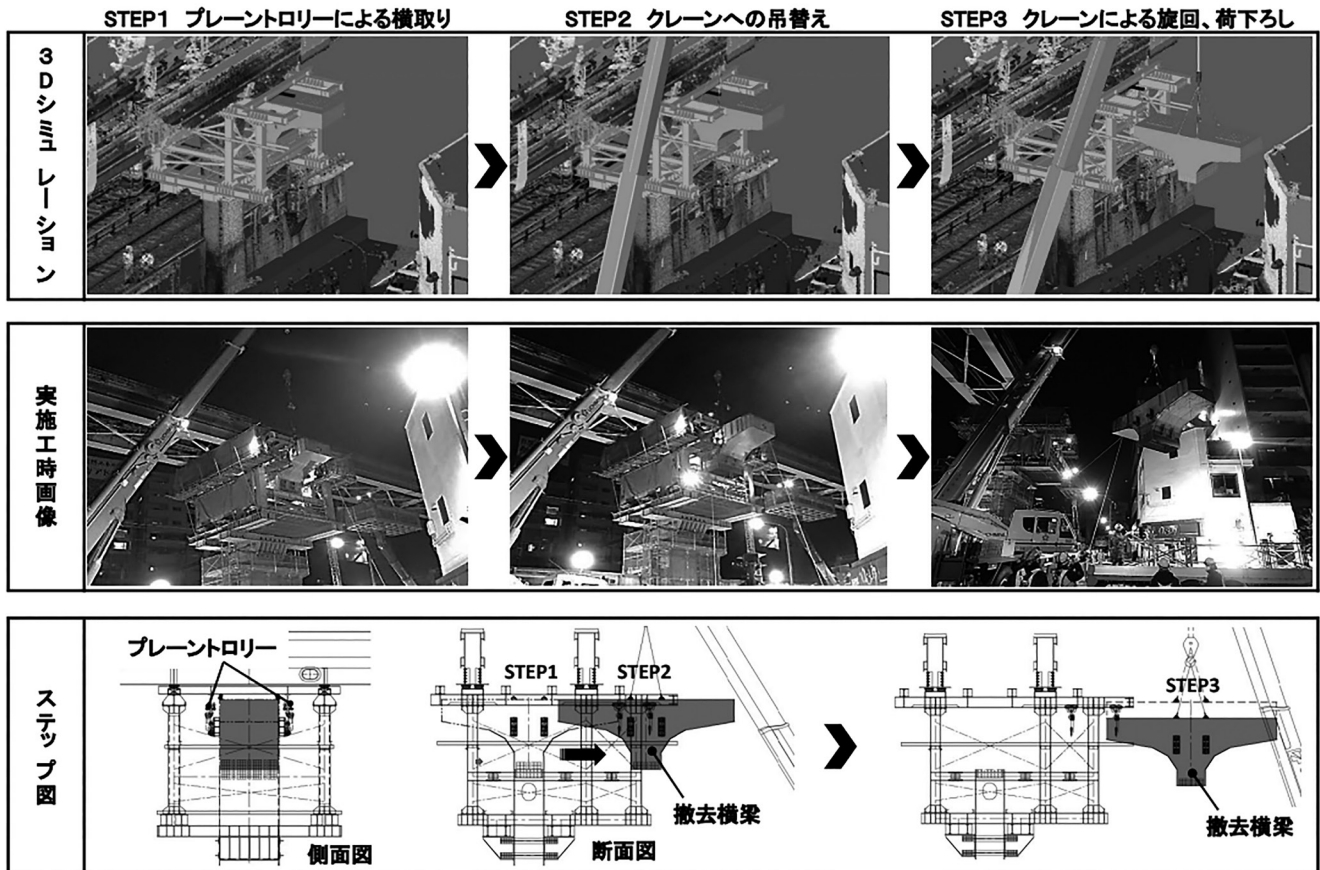 STEP1 プレーントロリーによる横取り
STEP2 クレーンへの吊替え
STEP3 クレーンによる旋回、荷下ろし
3Dシミュレーション
実施工時画像
ステップ図
プレーントロリー
側面図
STEP1
STEP2
撤去横梁
断面図
STEP3
撤去横梁